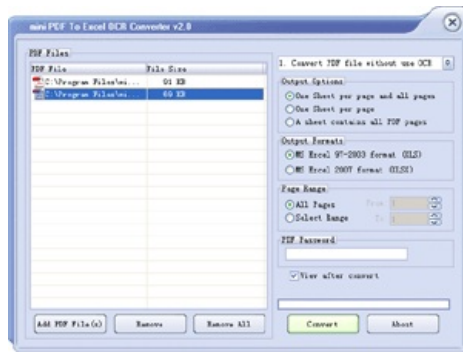 mini PDF To Excel OCR Converter v2.0
PDF Files
PDF File File Size
C:\Program Files\mi... 91 KB
C:\Program Files\mi... 69 KB
Add PDF File(s) Remove Remove All
1. Convert PDF file without use OCR
Output Options
One Sheet per page and all pages
One Sheet per page
A sheet contains all PDF pages
Output Formats
MS Excel 97-2003 format (XLS)
MS Excel 2007 format (XLSX)
Page Range
All Pages From 1
Select Range To 1
PDF Password
View after convert
Convert About